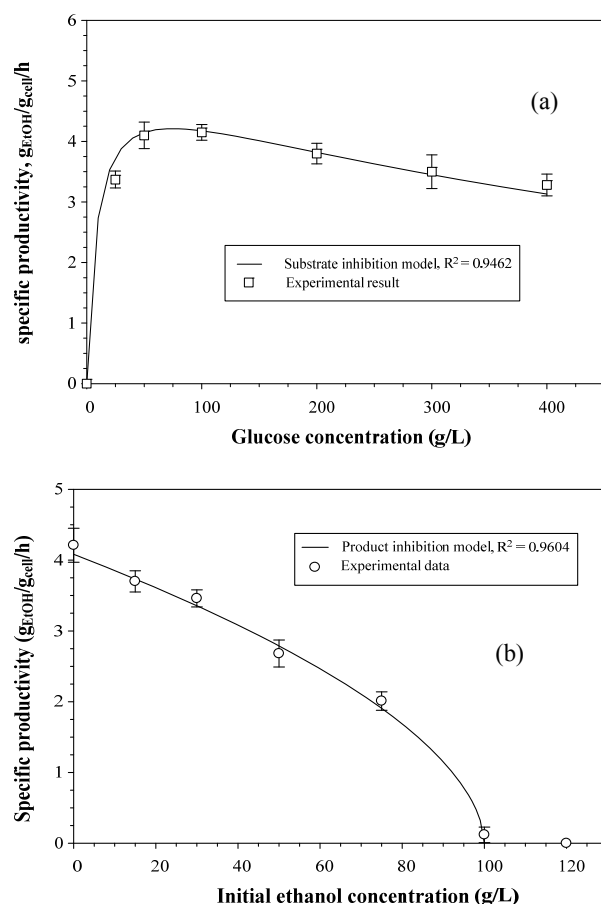 6
5
4
3
2
1
0
0 100 200 300 400
specific productivity, gEtOH/gcell/h
(a)
Substrate inhibition model, R² = 0.9462
Experimental result
Glucose concentration (g/L)
5
4
3
2
1
0
0 20 40 60 80 100 120
Specific productivity (gEtOH/gcell/h)
Product inhibition model, R² = 0.9604
Experimental data
(b)
Initial ethanol concentration (g/L)